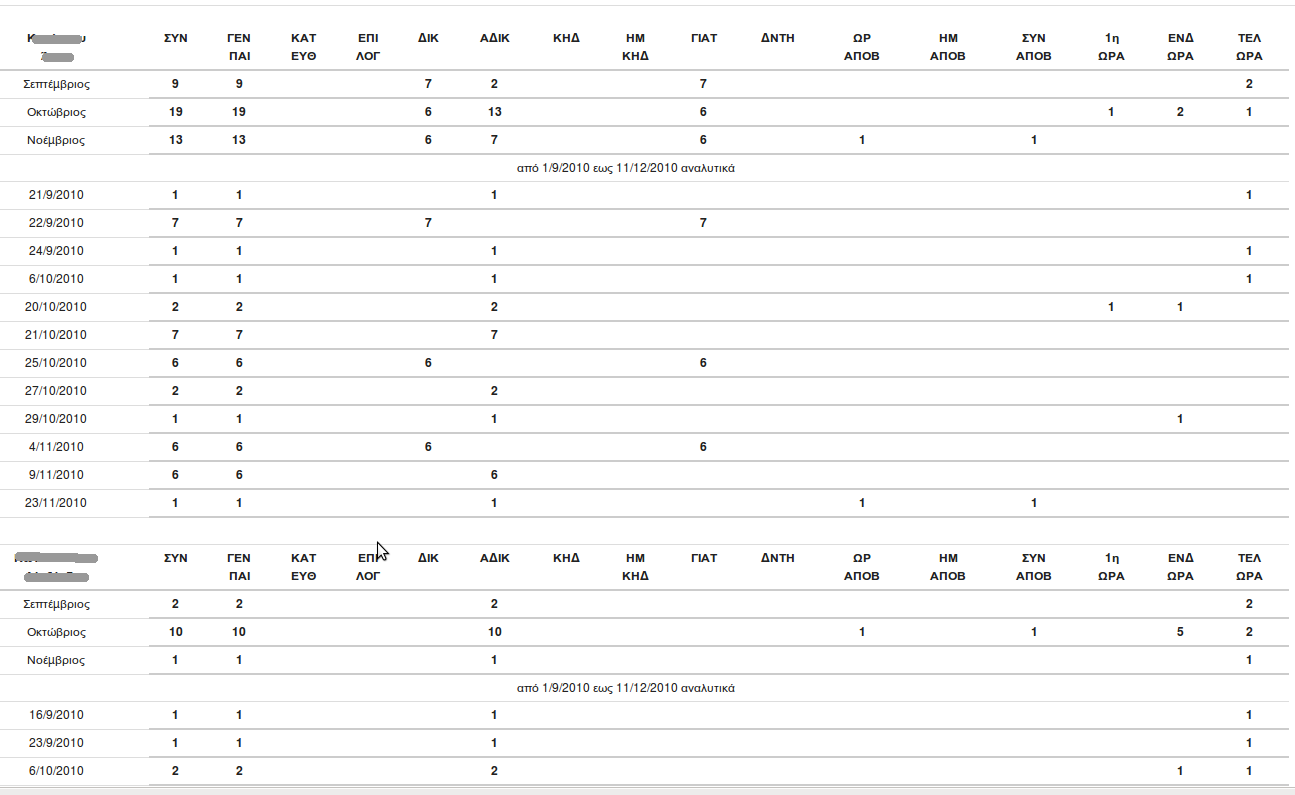 ΣΥΝ ΓΕΝ ΚΑΤ ΕΠΙ ΔΙΚ ΑΔΙΚ ΚΗΔ ΗΜ ΓΙΑΤ ΔΝΤΗ ΩΡ ΗΜ ΣΥΝ 1η ΕΝΔ ΤΕΛ
ΠΑΙ ΕΥΘ ΛΟΓ ΚΗΔ ΑΠΟΒ ΑΠΟΒ ΑΠΟΒ ΩΡΑ ΩΡΑ ΩΡΑ
Σεπτέμβριος 9 9 7 2 7 2
Οκτώβριος 19 19 6 13 6 1 2 1
Νοέμβριος 13 13 6 7 6 1 1
από 1/9/2010 εως 11/12/2010 αναλυτικά
21/9/2010 1 1 1 1
22/9/2010 7 7 7 7
24/9/2010 1 1 1 1
6/10/2010 1 1 1 1
20/10/2010 2 2 2 1 1
21/10/2010 7 7 7
25/10/2010 6 6 6 6
27/10/2010 2 2 2
29/10/2010 1 1 1 1
4/11/2010 6 6 6 6
9/11/2010 6 6 6
23/11/2010 1 1 1 1 1
ΣΥΝ ΓΕΝ ΚΑΤ ΕΠΙ ΔΙΚ ΑΔΙΚ ΚΗΔ ΗΜ ΓΙΑΤ ΔΝΤΗ ΩΡ ΗΜ ΣΥΝ 1η ΕΝΔ ΤΕΛ
ΠΑΙ ΕΥΘ ΛΟΓ ΚΗΔ ΑΠΟΒ ΑΠΟΒ ΑΠΟΒ ΩΡΑ ΩΡΑ ΩΡΑ
Σεπτέμβριος 2 2 2 2
Οκτώβριος 10 10 10 1 1 5 2
Νοέμβριος 1 1 1 1
από 1/9/2010 εως 11/12/2010 αναλυτικά
16/9/2010 1 1 1 1
23/9/2010 1 1 1 1
6/10/2010 2 2 2 1 1